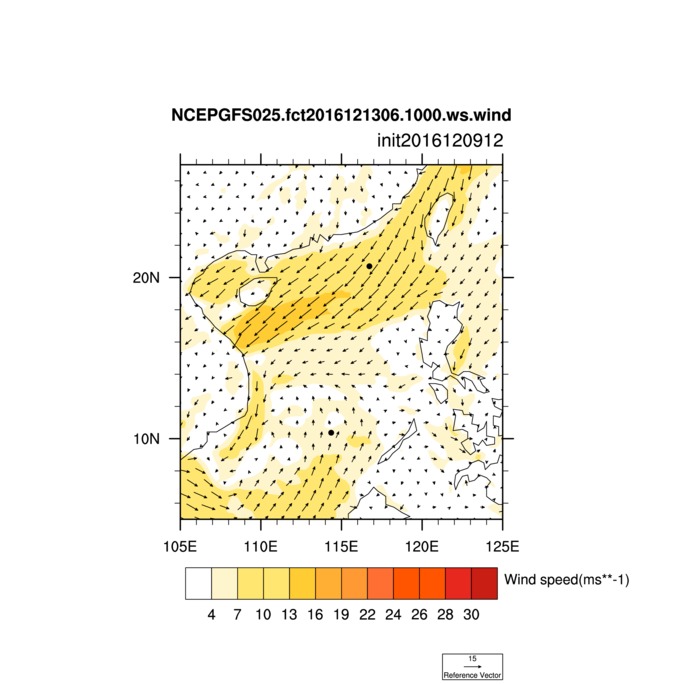 NCEPGFS025.fct2016121306.1000.ws.wind
init2016120912
20N
10N
105E 110E 115E 120E 125E
Wind speed(ms**-1)
4 7 10 13 16 19 22 24 26 28 30
15
Reference Vector